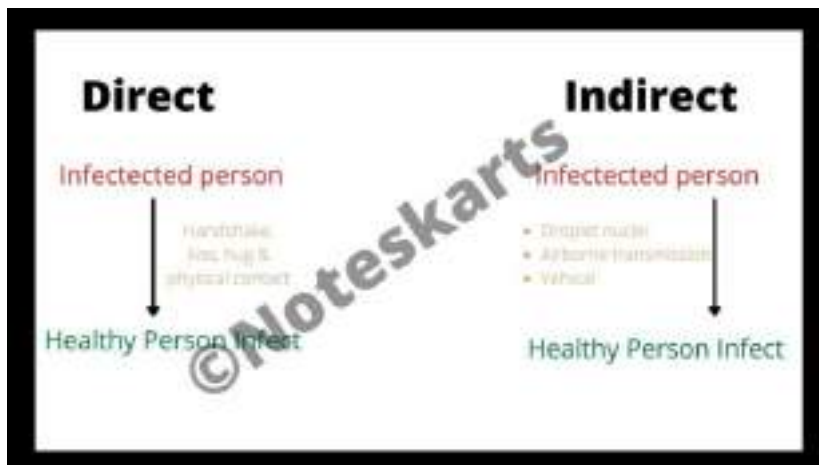 Direct
Infectected person
Handshake,
kiss, hug &
physical contact
Healthy Person Infect
Indirect
Infectected person
• Droplet nuclei
• Airborne transmission
• Vehical
Healthy Person Infect
©Noteskarts